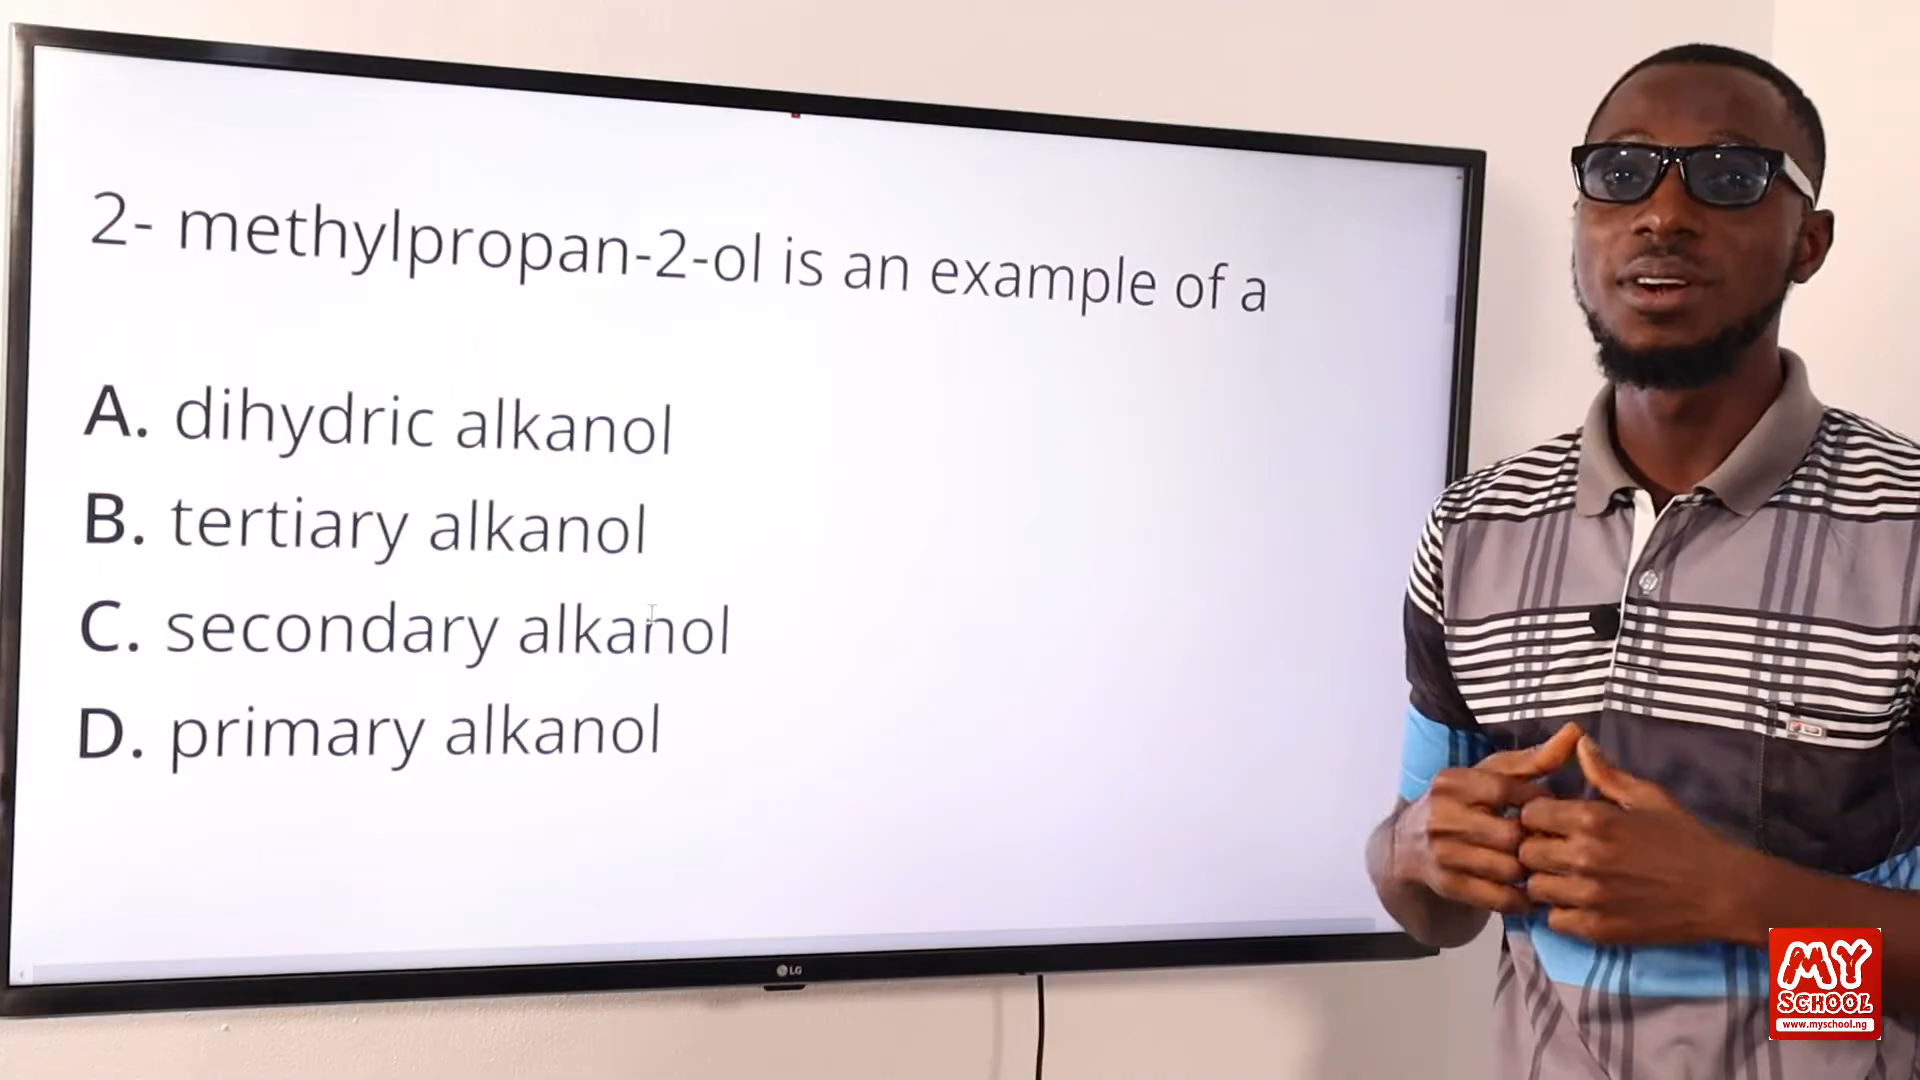 2- methylpropan-2-ol is an example of a
A. dihydric alkanol
B. tertiary alkanol
C. secondary alkanol
D. primary alkanol
LG
MY
SCHOOL
www.myschool.ng